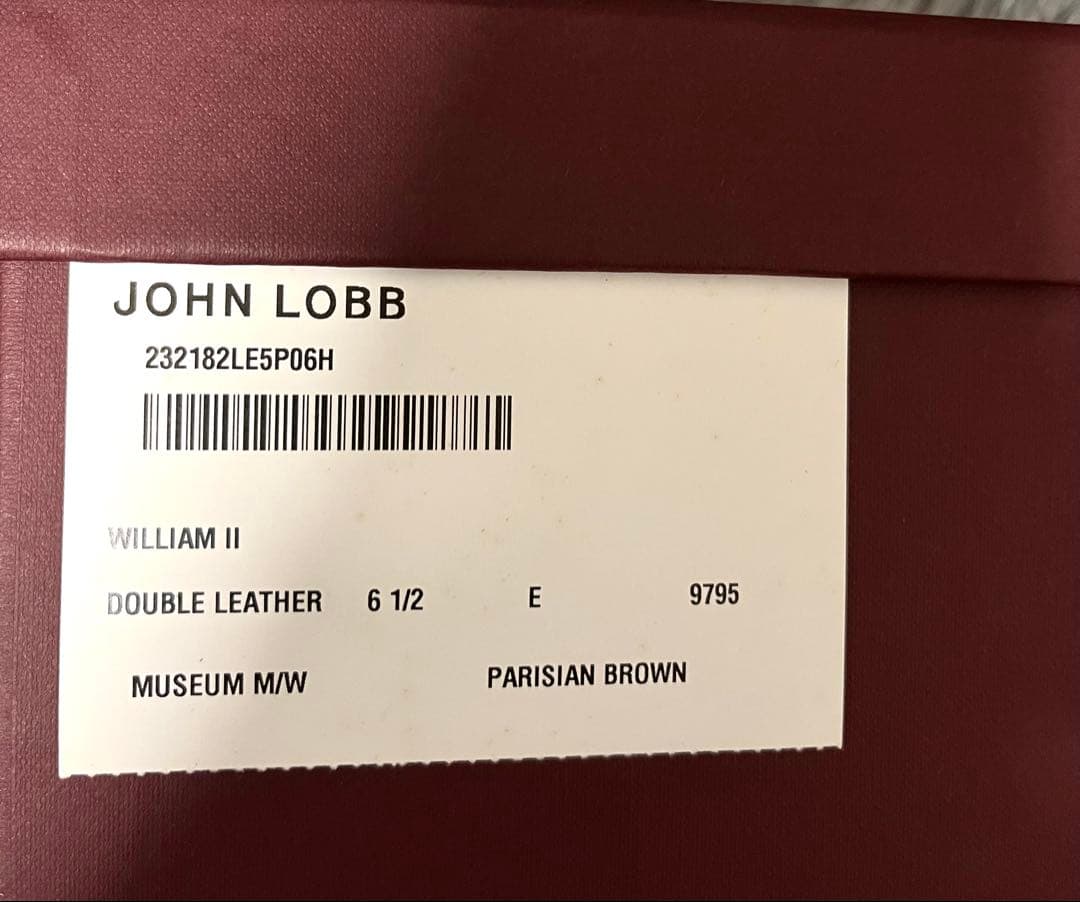 JOHN LOBB
232182LE5P06H
WILLIAM II
DOUBLE LEATHER 6 1/2 E 9795
MUSEUM M/W PARISIAN BROWN